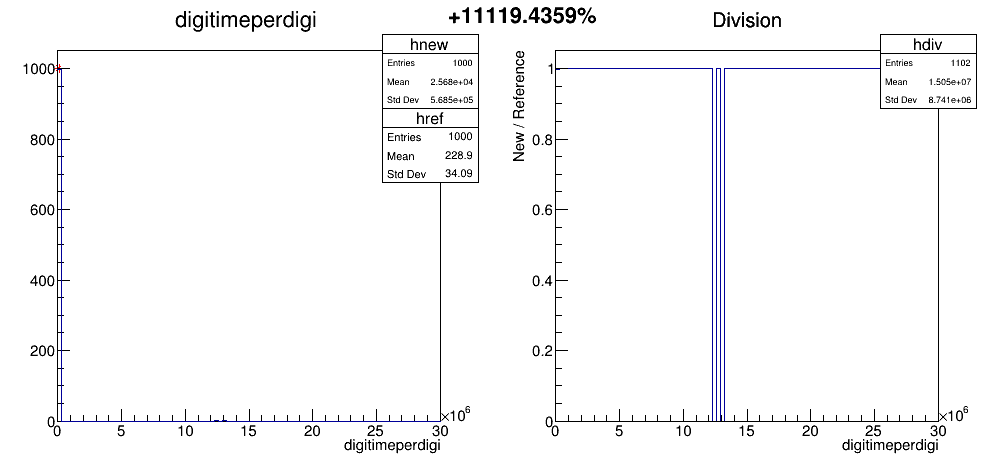 +11119.4359%
digitimeperdigi
hnew
Entries 1000
Mean 2.568e+04
Std Dev 5.685e+05
href
Entries 1000
Mean 228.9
Std Dev 34.09
1000
800
600
400
200
0
0 5 10 15 20 25 30
×10⁶
digitimeperdigi
Division
hdiv
Entries 1102
Mean 1.505e+07
Std Dev 8.741e+06
New / Reference
1
0.8
0.6
0.4
0.2
0
0 5 10 15 20 25 30
×10⁶
digitimeperdigi